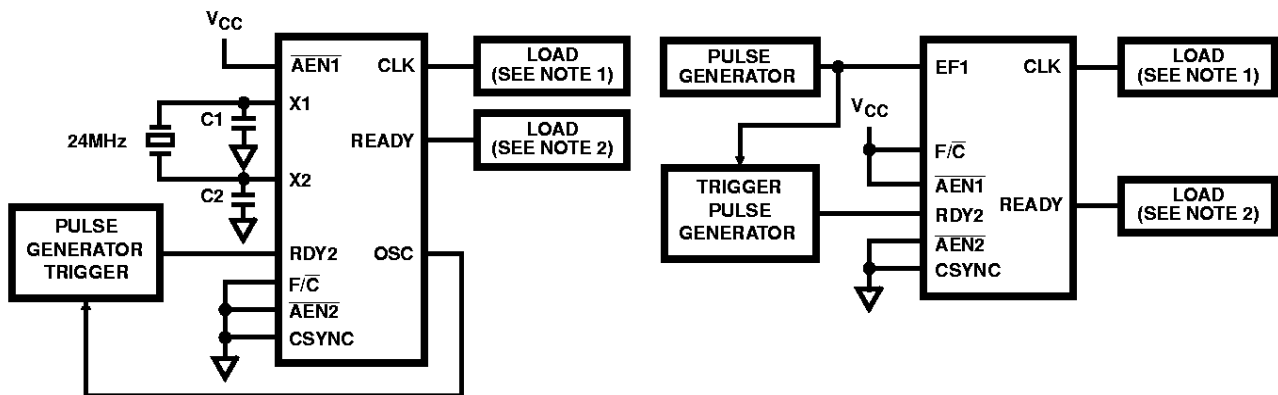 VCC
AEN1
CLK
LOAD
(SEE NOTE 1)
X1
C1
24MHz
READY
LOAD
(SEE NOTE 2)
X2
C2
PULSE
GENERATOR
TRIGGER
RDY2
OSC
F/C
AEN2
CSYNC
PULSE
GENERATOR
EF1
CLK
LOAD
(SEE NOTE 1)
VCC
F/C
TRIGGER
PULSE
GENERATOR
AEN1
RDY2
READY
LOAD
(SEE NOTE 2)
AEN2
CSYNC